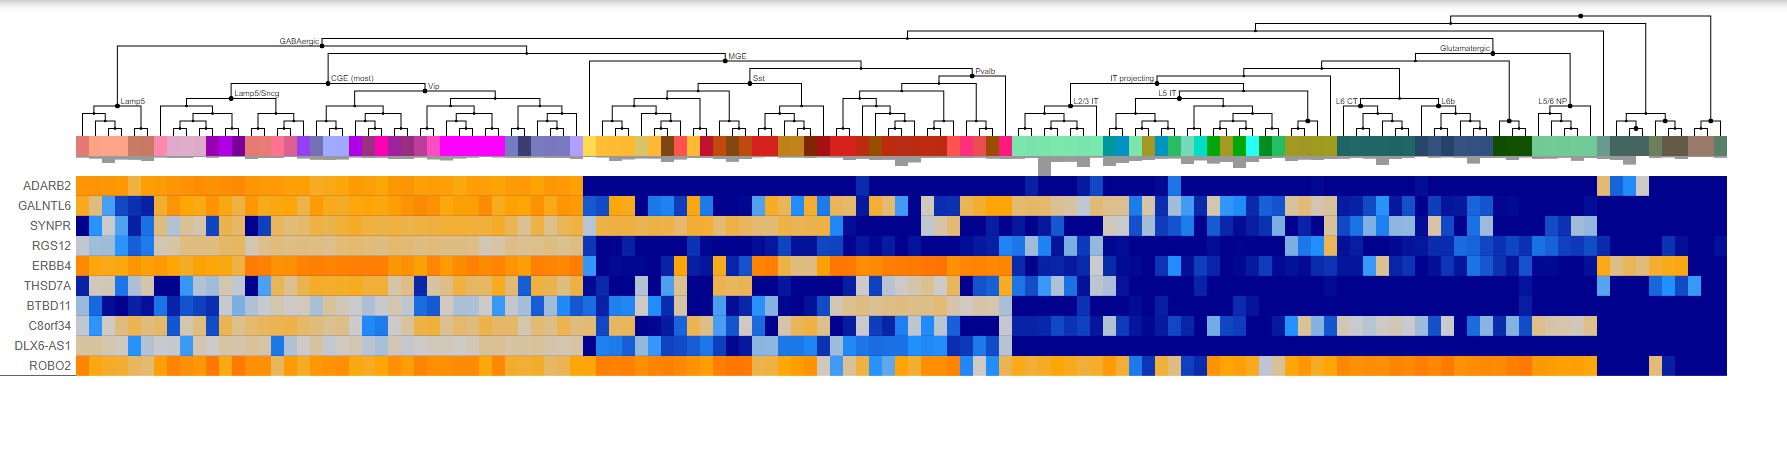 GABAergic
Glutamatergic
MGE
Pvalb
CGE (most)
Sst
IT projecting
Vip
Lamp5/Sncg
L5 IT
Lamp5
L2/3 IT
L6 CT
L6b
L5/6 NP
ADARB2
GALNTL6
SYNPR
RGS12
ERBB4
THSD7A
BTBD11
C8orf34
DLX6-AS1
ROBO2